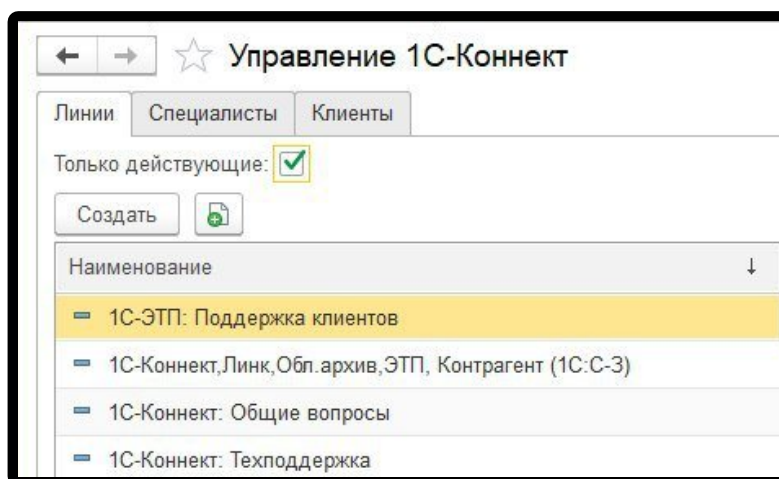 Управление 1С-Коннект
Линии Специалисты Клиенты
Только действующие:
Создать
Наименование
1С-ЭТП: Поддержка клиентов
1С-Коннект,Линк,Обл.архив,ЭТП, Контрагент (1С:С-З)
1С-Коннект: Общие вопросы
1С-Коннект: Техподдержка